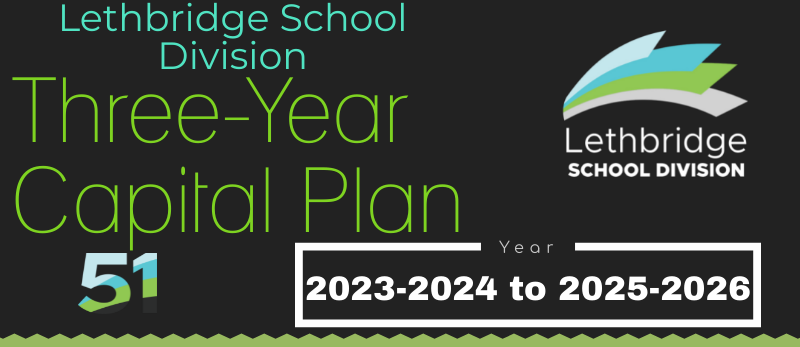 Lethbridge School
Division
Three-Year
Capital Plan
Lethbridge
SCHOOL DIVISION
51
Year
2023-2024 to 2025-2026